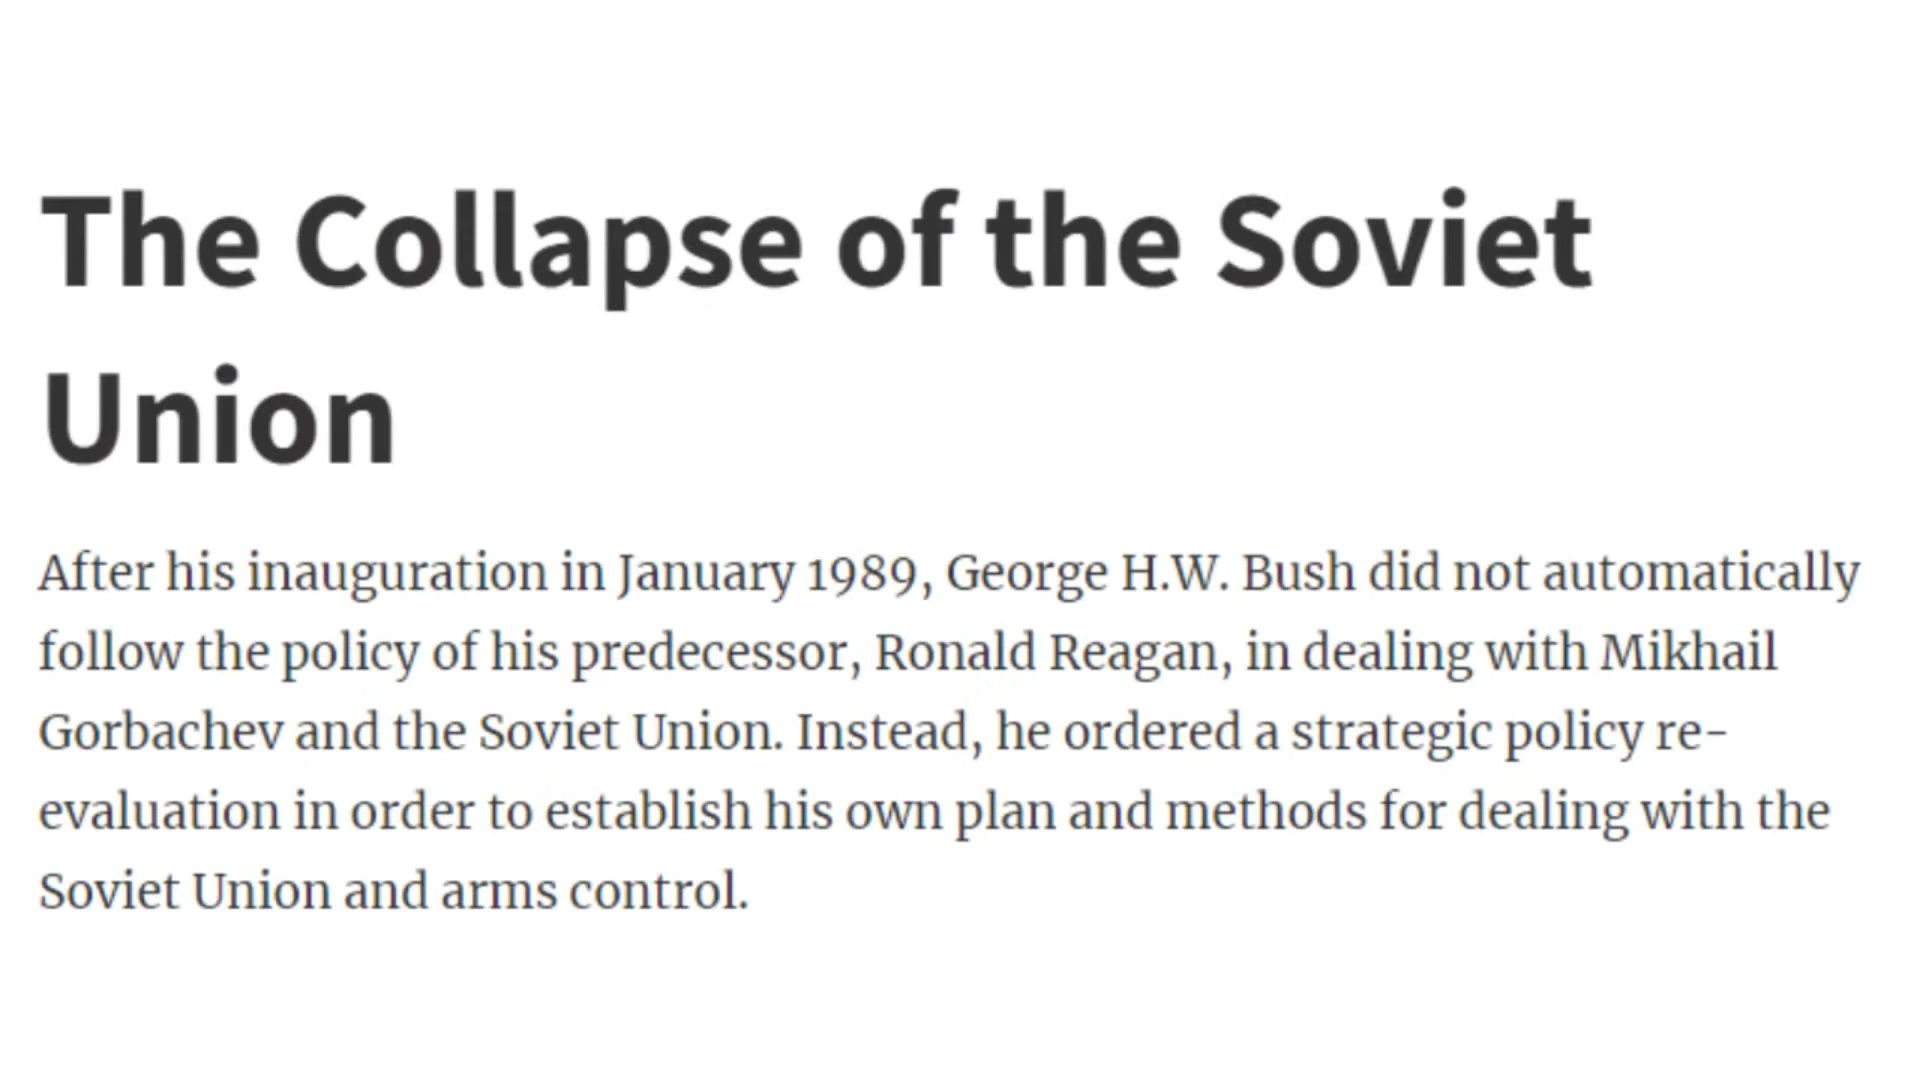 The Collapse of the Soviet
Union
After his inauguration in January 1989, George H.W. Bush did not automatically
follow the policy of his predecessor, Ronald Reagan, in dealing with Mikhail
Gorbachev and the Soviet Union. Instead, he ordered a strategic policy re-
evaluation in order to establish his own plan and methods for dealing with the
Soviet Union and arms control.